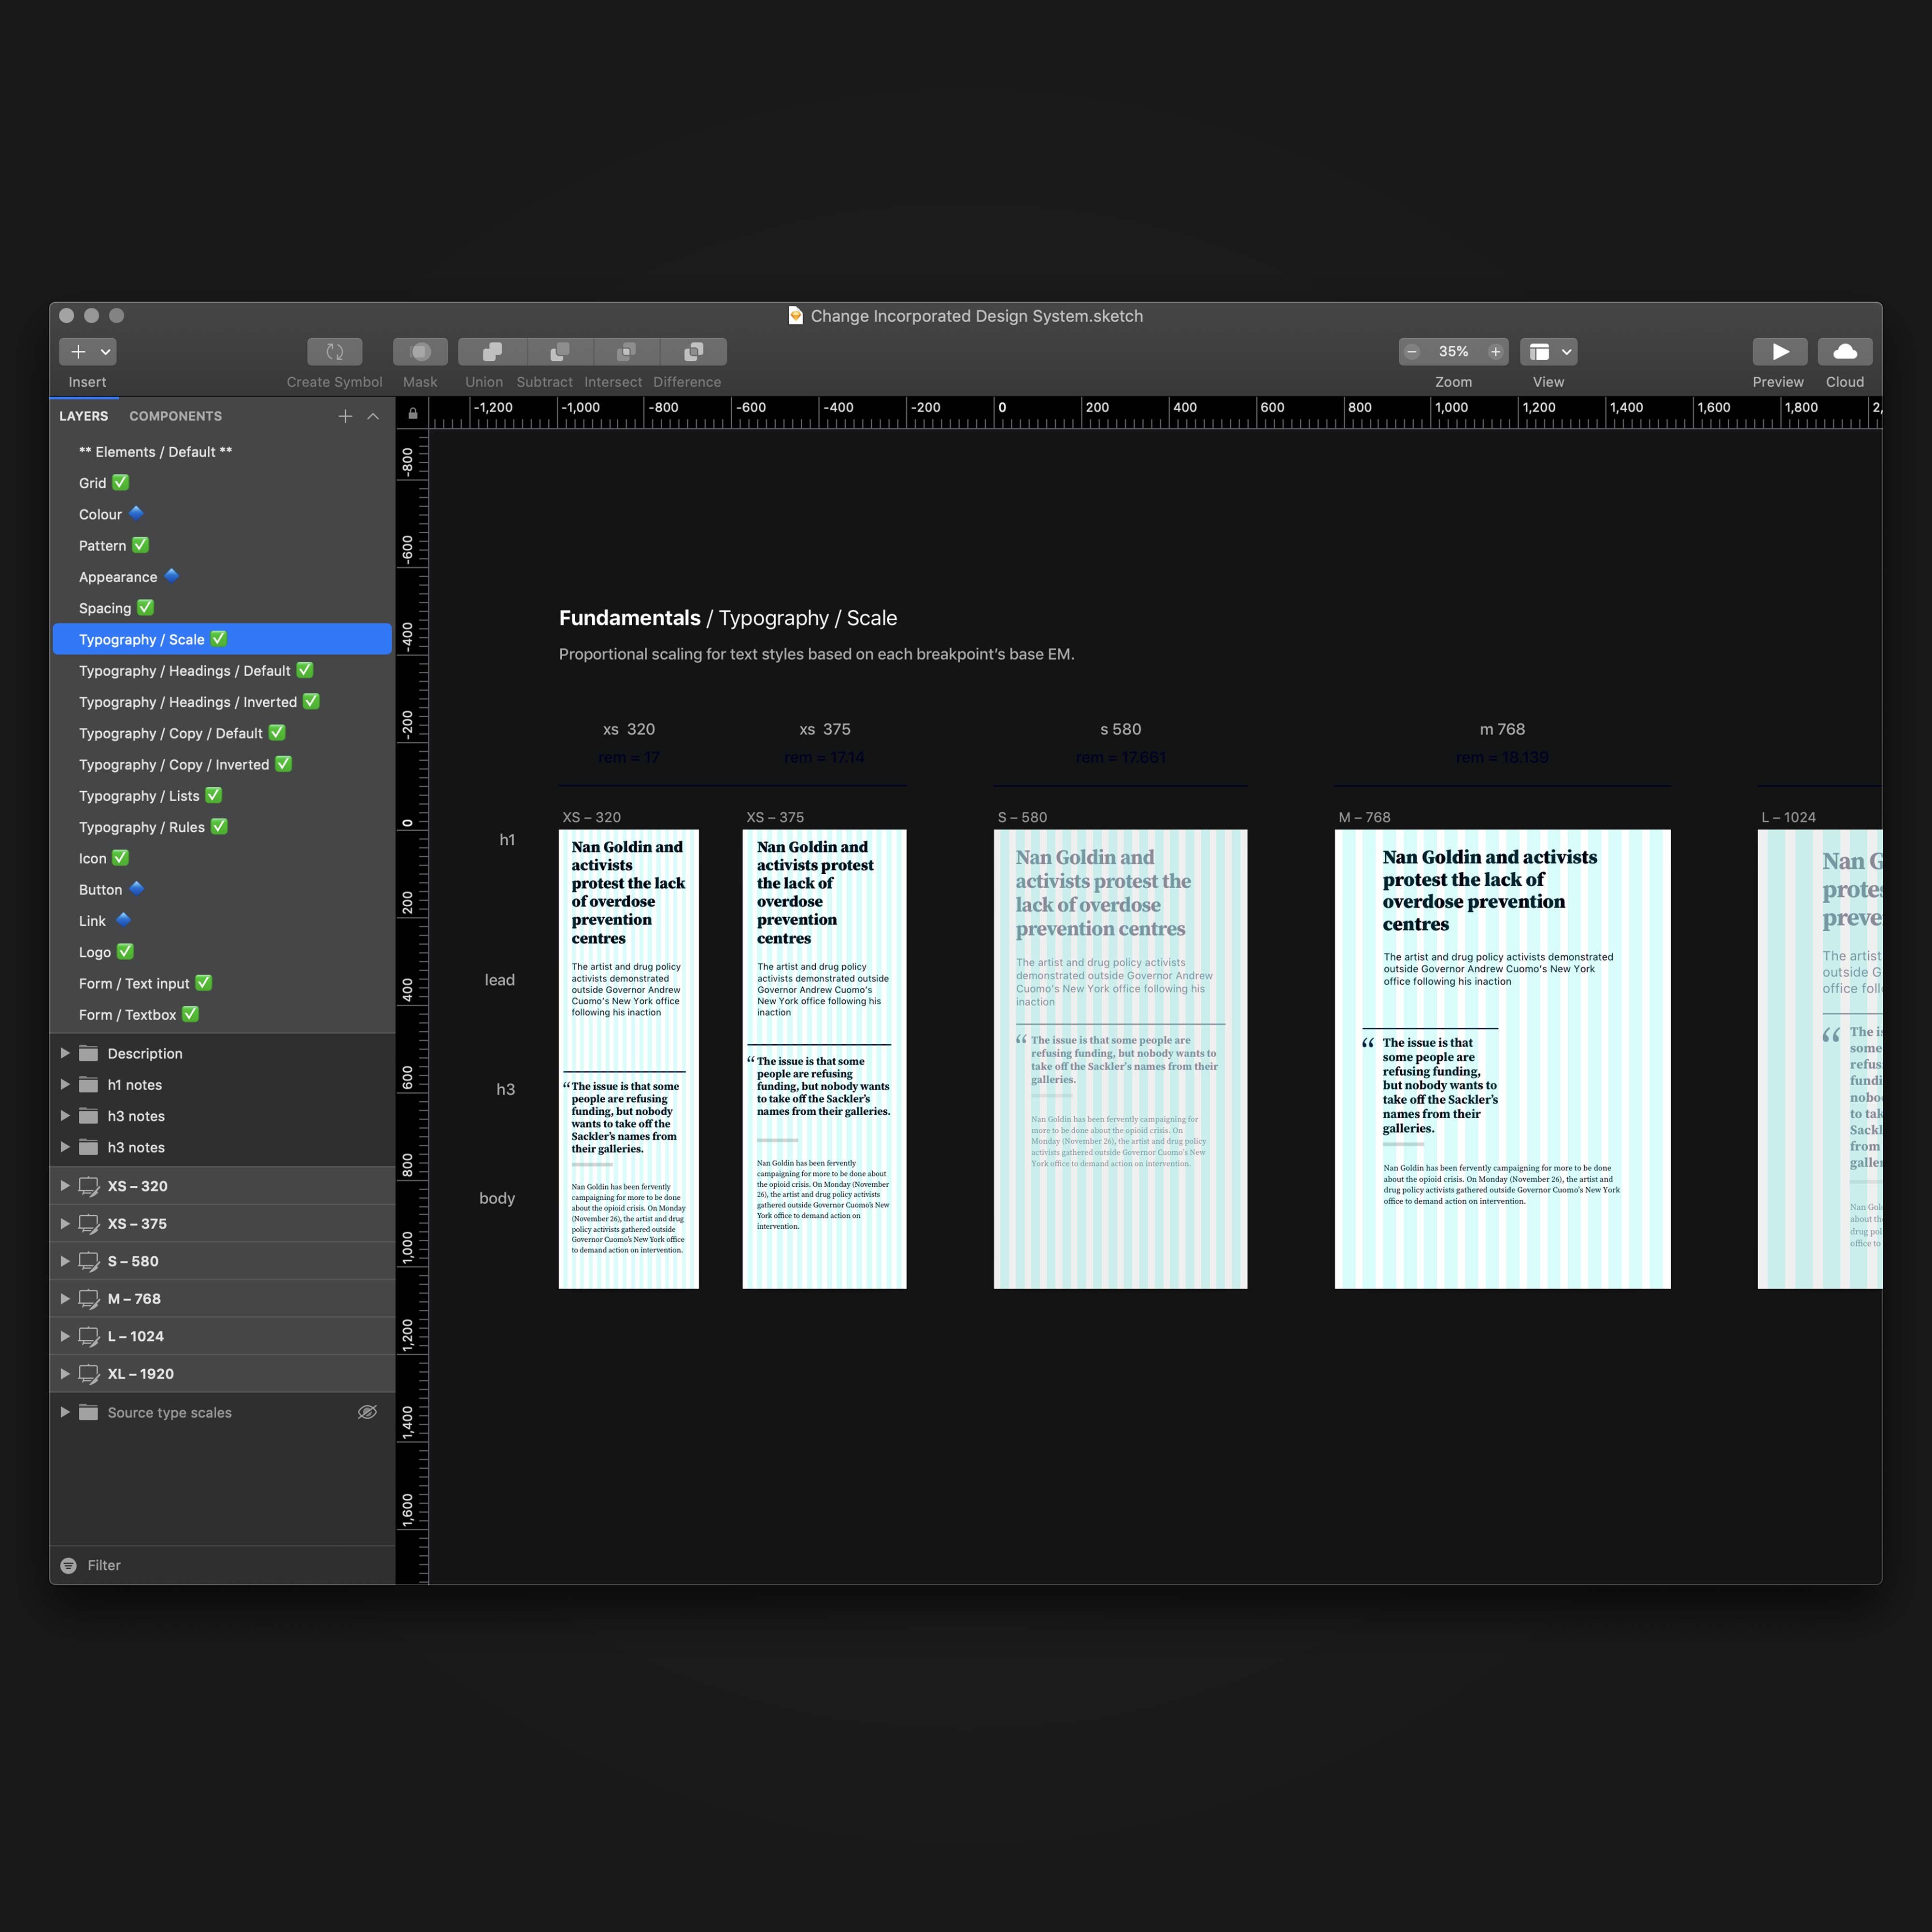 Change Incorporated Design System.sketch
35%
Insert
Create Symbol
Mask
Union
Subtract
Intersect
Difference
Zoom
View
Preview
Cloud
LAYERS
COMPONENTS
** Elements / Default **
Grid ✅
Colour 🔷
Pattern ✅
Appearance 🔷
Spacing ✅
Typography / Scale ✅
Typography / Headings / Default ✅
Typography / Headings / Inverted ✅
Typography / Copy / Default ✅
Typography / Copy / Inverted ✅
Typography / Lists ✅
Typography / Rules ✅
Icon ✅
Button 🔷
Link 🔷
Logo ✅
Form / Text input ✅
Form / Textbox ✅
Description
h1 notes
h3 notes
h3 notes
XS – 320
XS – 375
S – 580
M – 768
L – 1024
XL – 1920
Source type scales
Filter
-1,200
-1,000
-800
-600
-400
-200
0
200
400
600
800
1,000
1,200
1,400
1,600
1,800
2,
-800
-600
-400
-200
0
200
400
600
800
1,000
1,200
1,400
1,600
Fundamentals / Typography / Scale
Proportional scaling for text styles based on each breakpoint’s base EM.
xs 320
rem = 17
xs 375
rem = 17.14
s 580
rem = 17.661
m 768
rem = 18.139
h1
lead
h3
body
XS – 320
Nan Goldin and
activists
protest the lack
of overdose
prevention
centres
The artist and drug policy
activists demonstrated
outside Governor Andrew
Cuomo's New York office
following his inaction
“ The issue is that some
people are refusing
funding, but nobody
wants to take off the
Sackler’s names from
their galleries.
Nan Goldin has been fervently
campaigning for more to be done
about the opioid crisis. On Monday
(November 26), the artist and drug
policy activists gathered outside
Governor Cuomo’s New York office
to demand action on intervention.
XS – 375
Nan Goldin and
activists protest
the lack of
overdose
prevention
centres
The artist and drug policy
activists demonstrated outside
Governor Andrew Cuomo's
New York office following his
inaction
“ The issue is that some
people are refusing
funding, but nobody wants
to take off the Sackler’s
names from their galleries.
Nan Goldin has been fervently
campaigning for more to be done about
the opioid crisis. On Monday (November
26), the artist and drug policy activists
gathered outside Governor Cuomo’s New
York office to demand action on
intervention.
S – 580
Nan Goldin and
activists protest the
lack of overdose
prevention centres
The artist and drug policy activists
demonstrated outside Governor Andrew
Cuomo's New York office following his
inaction
“ The issue is that some people are
refusing funding, but nobody wants to
take off the Sackler’s names from their
galleries.
Nan Goldin has been fervently campaigning for
more to be done about the opioid crisis. On
Monday (November 26), the artist and drug policy
activists gathered outside Governor Cuomo’s New
York office to demand action on intervention.
M – 768
Nan Goldin and activists
protest the lack of
overdose prevention
centres
The artist and drug policy activists demonstrated
outside Governor Andrew Cuomo's New York
office following his inaction
“ The issue is that
some people are
refusing funding,
but nobody wants to
take off the Sackler’s
names from their
galleries.
Nan Goldin has been fervently campaigning for more to be done
about the opioid crisis. On Monday (November 26), the artist and
drug policy activists gathered outside Governor Cuomo’s New York
office to demand action on intervention.
L – 1024
Nan G
protes
preve
The artist
outside G
office foll
“ The is
some
refus
fundi
nobo
to tak
Sackl
from
galler
Nan Gol
about th
drug pol
office to